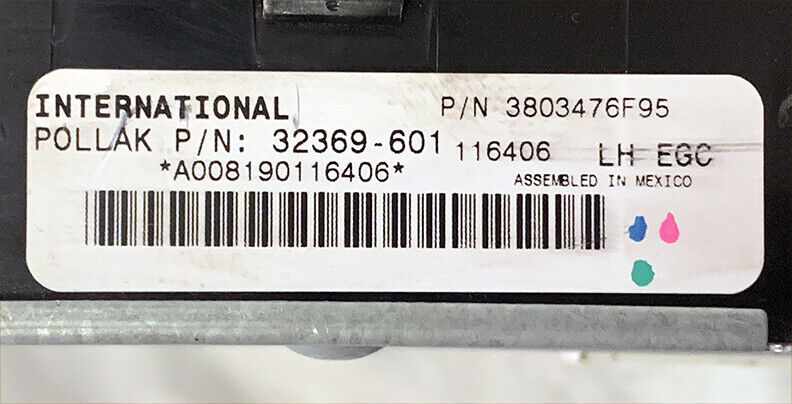 INTERNATIONAL P/N 3803476F95
POLLAK P/N: 32369-601 116406 LH EGC
*A008190116406*
ASSEMBLED IN MEXICO